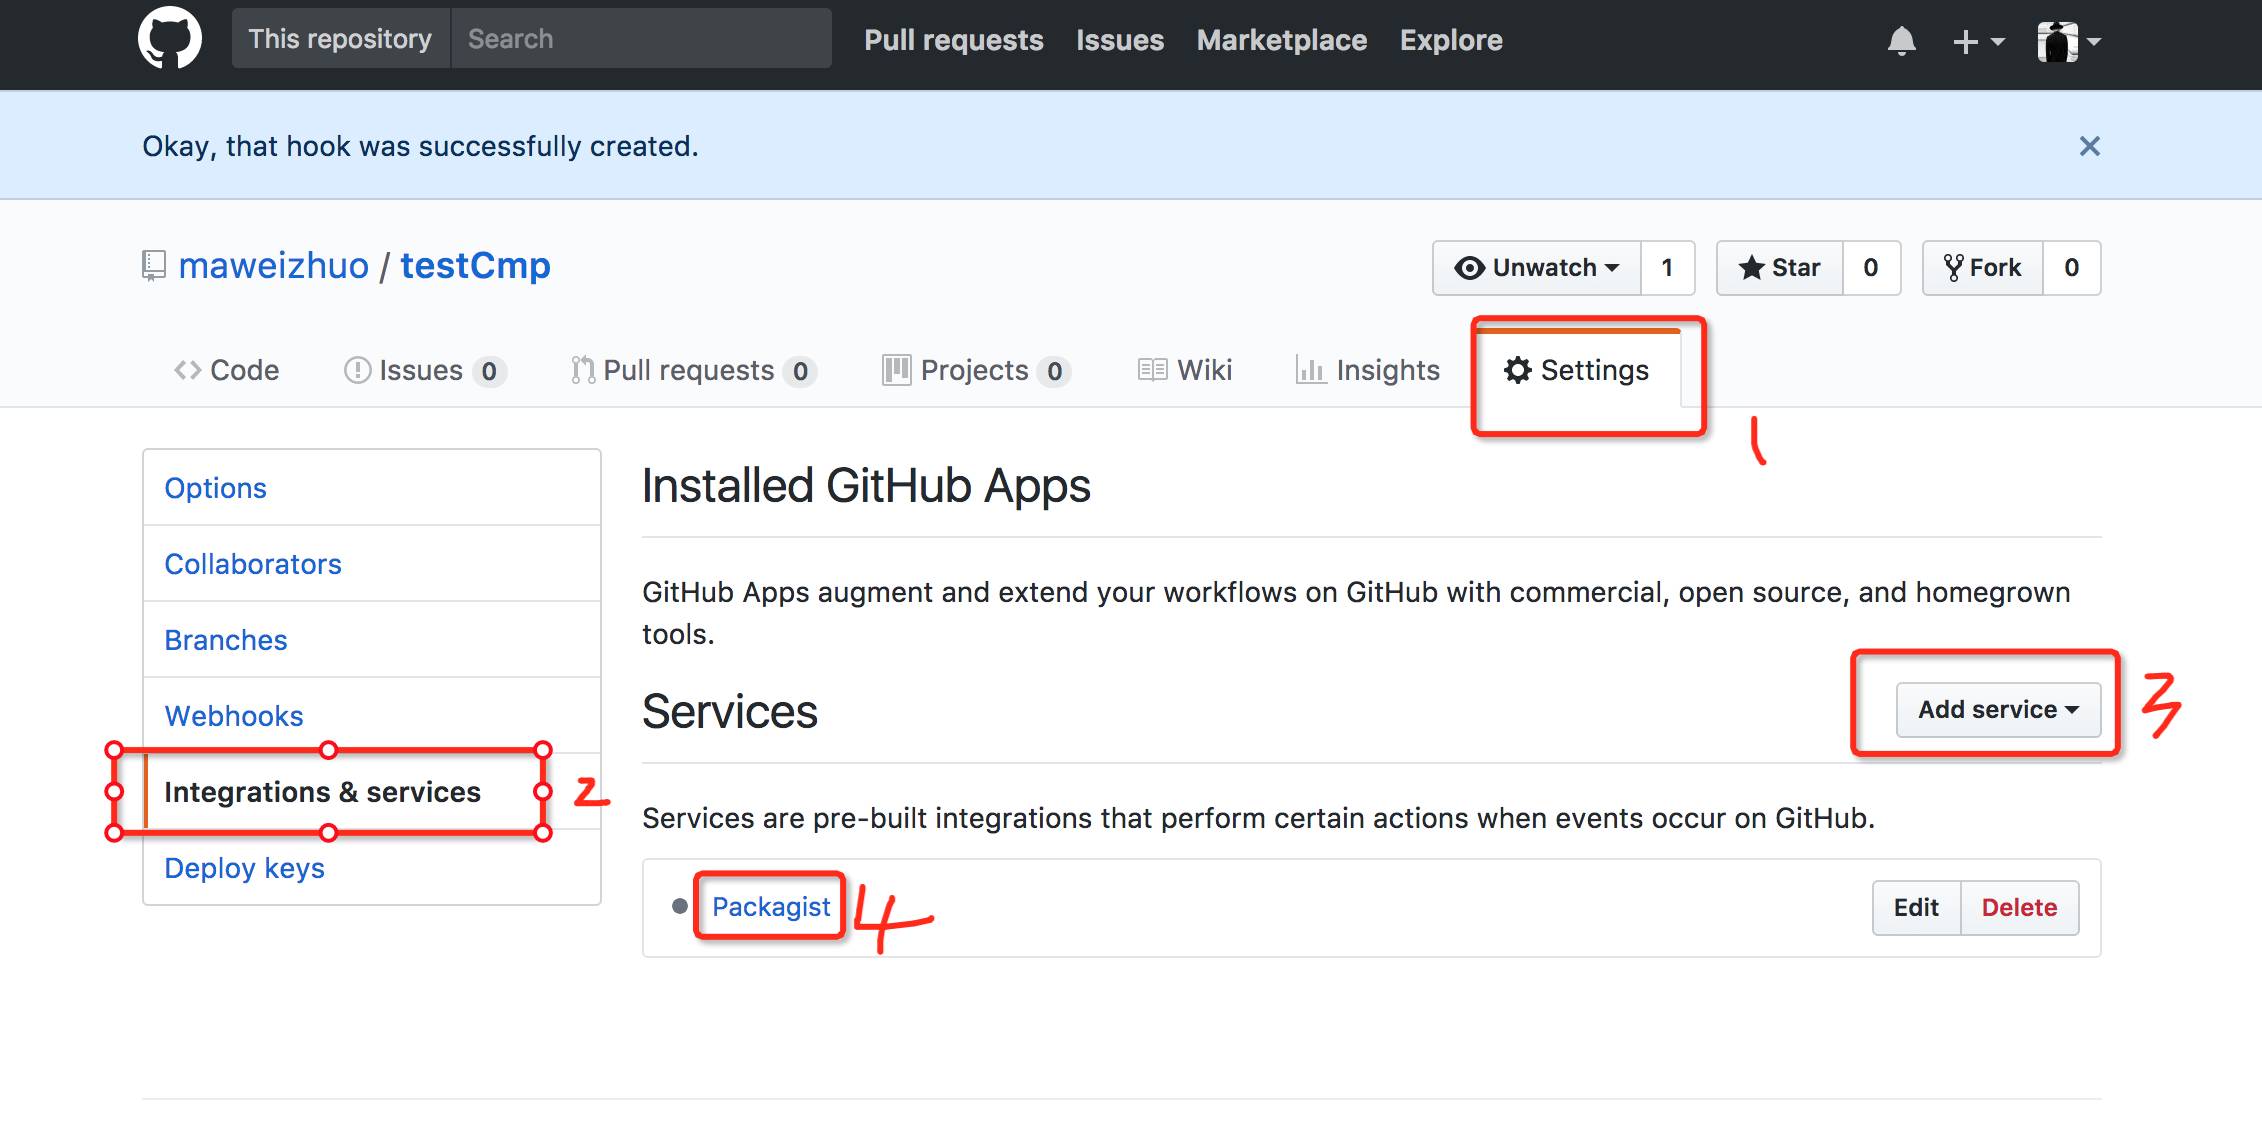 This repository Search Pull requests Issues Marketplace Explore
Okay, that hook was successfully created.
maweizhuo / testCmp Unwatch 1 Star 0 Fork 0
Code Issues 0 Pull requests 0 Projects 0 Wiki Insights Settings
1
Options
Collaborators
Branches
Webhooks
Integrations & services 2
Deploy keys
Installed GitHub Apps
GitHub Apps augment and extend your workflows on GitHub with commercial, open source, and homegrown
tools.
Services Add service 3
Services are pre-built integrations that perform certain actions when events occur on GitHub.
Packagist 4 Edit Delete